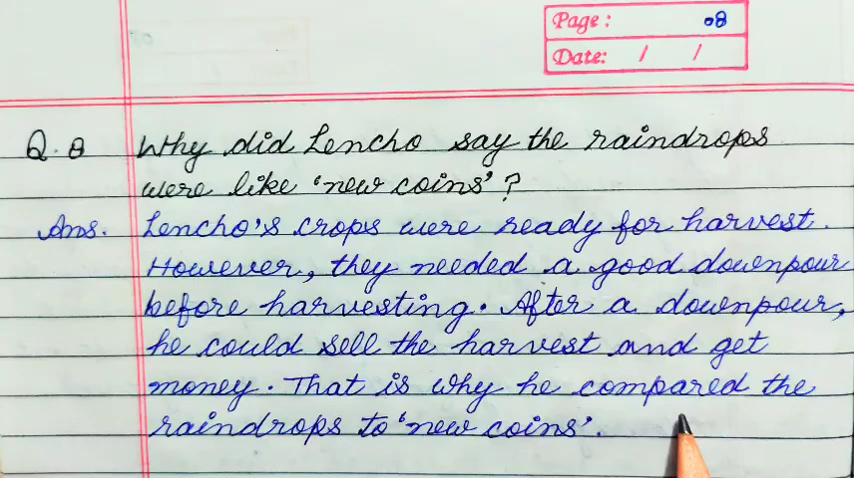 Page: 08
Date: / /
Q. 8 Why did Lencho say the raindrops
were like 'new coins'?
Ans. Lencho's crops were ready for harvest.
However, they needed a good downpour
before harvesting. After a downpour,
he could sell the harvest and get
money. That is why he compared the
raindrops to 'new coins'.